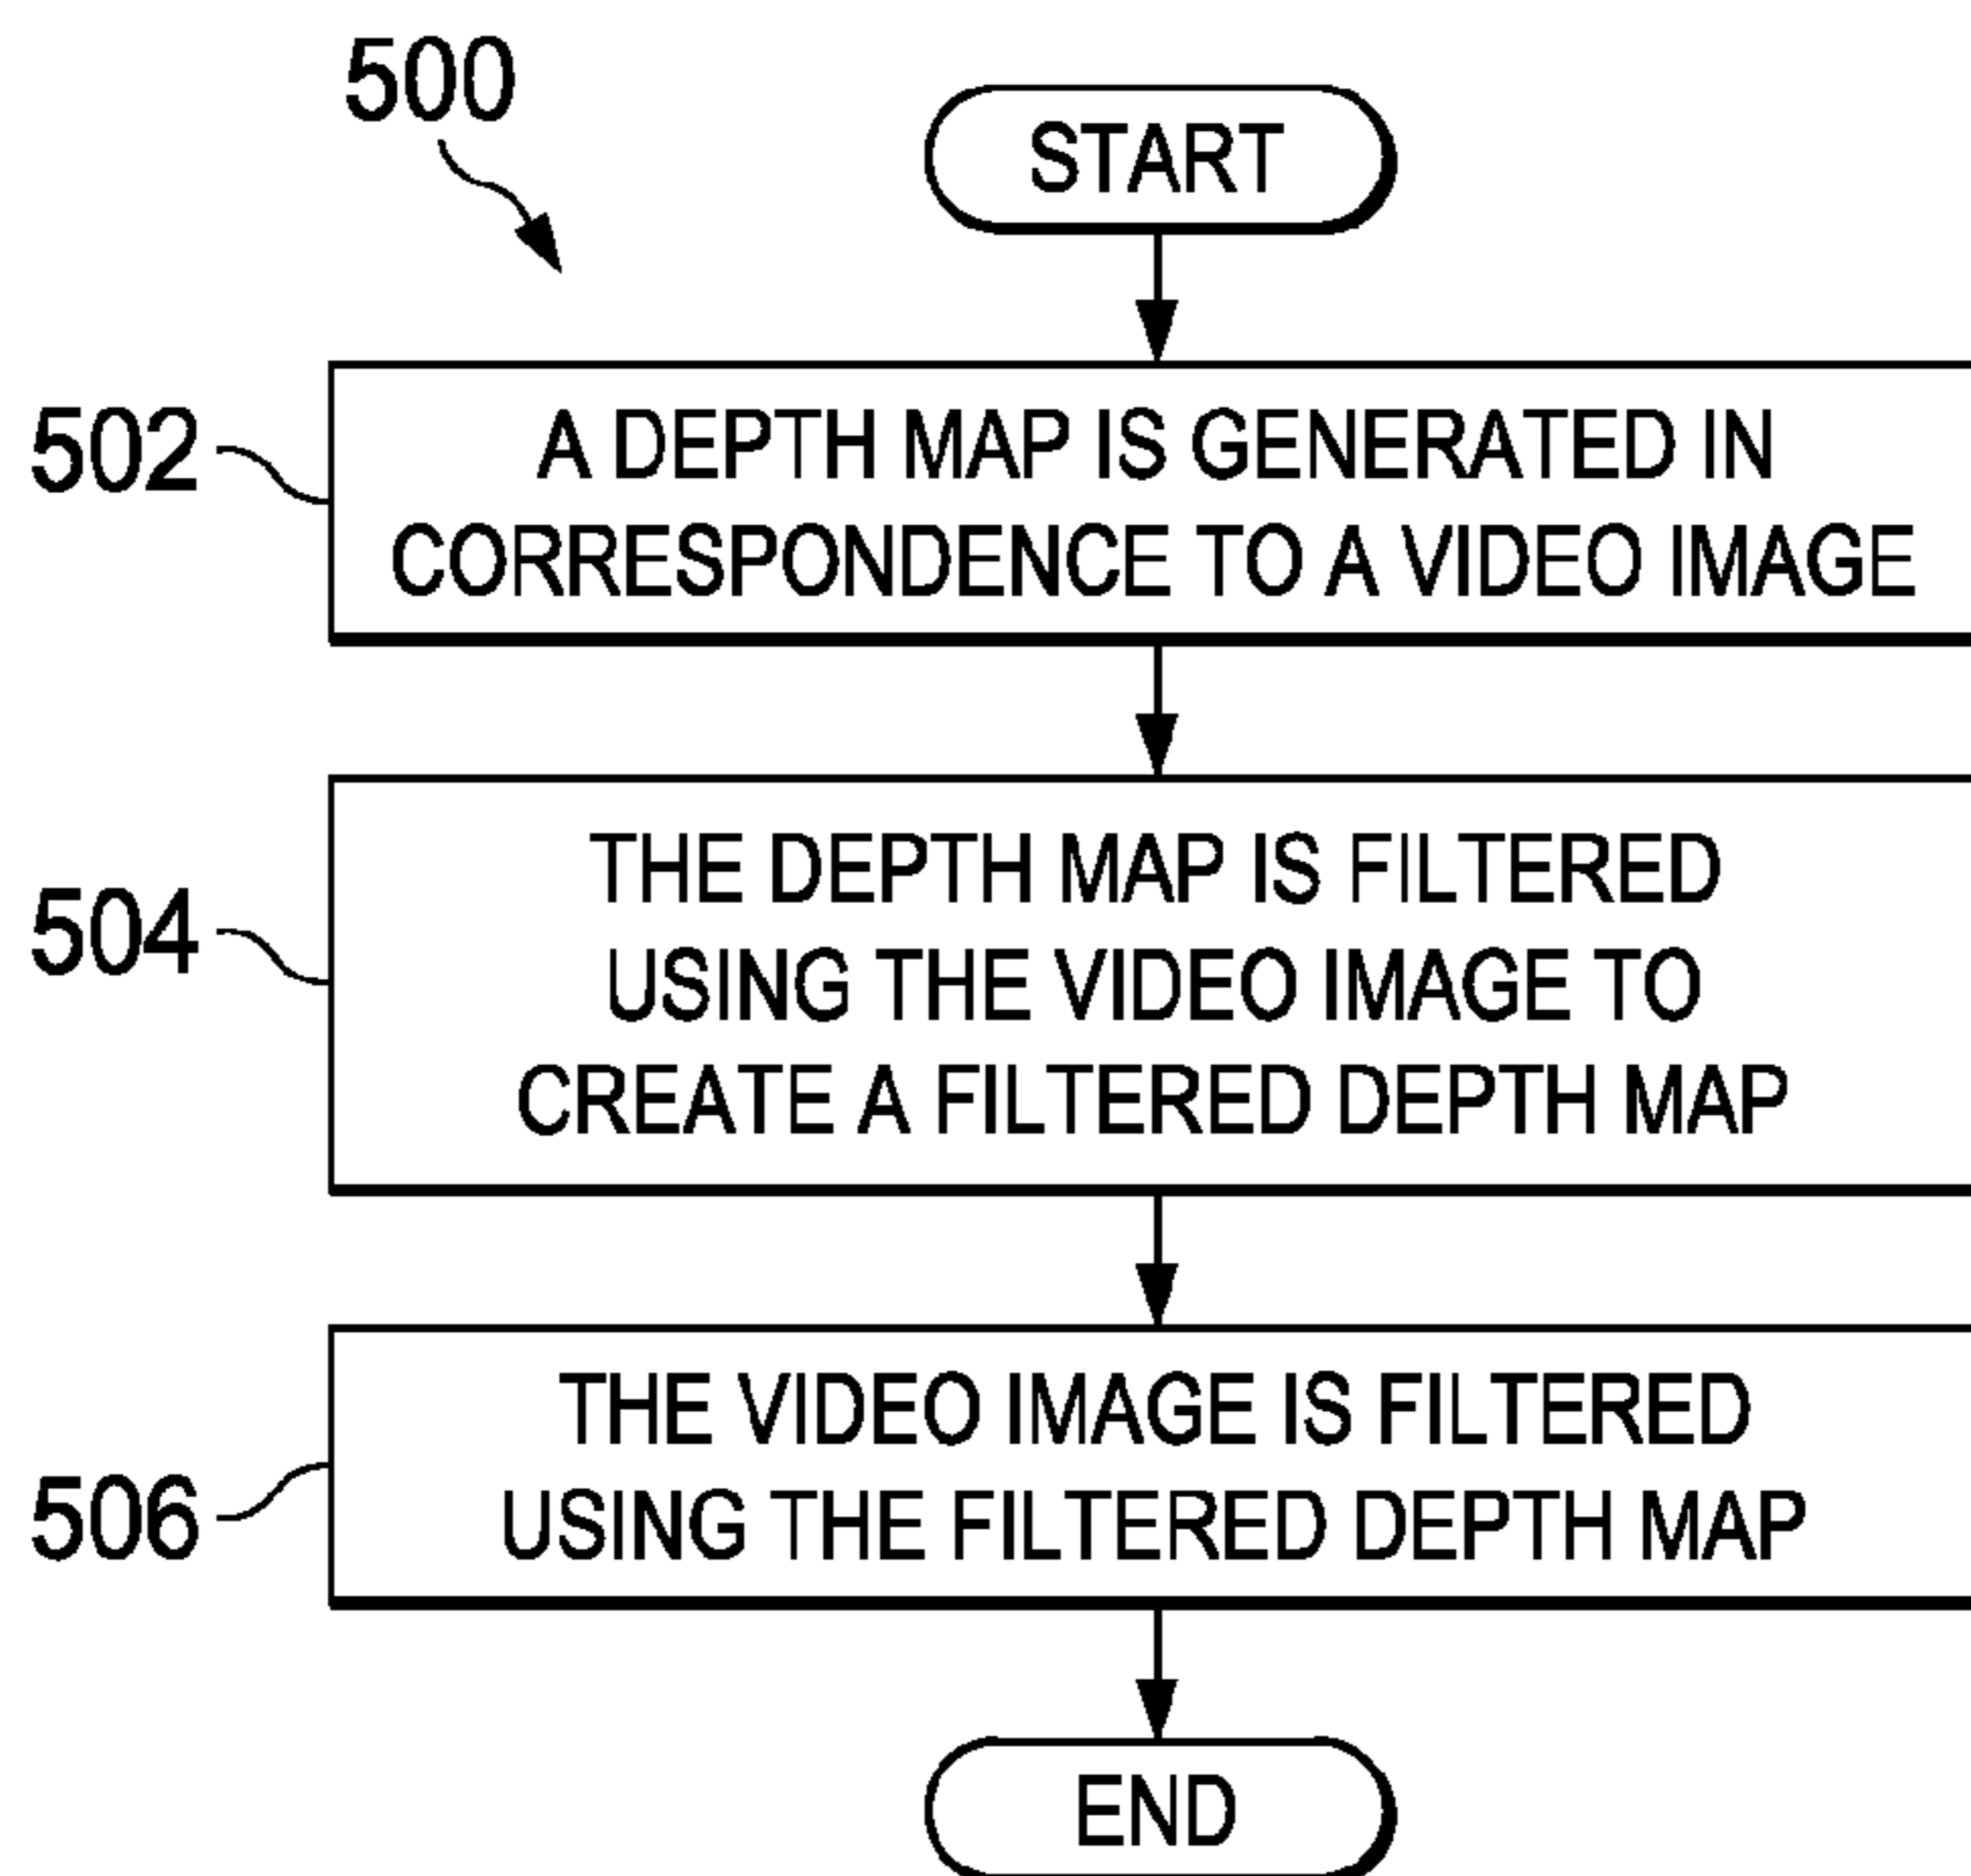 500
START
502
A DEPTH MAP IS GENERATED IN
CORRESPONDENCE TO A VIDEO IMAGE
504
THE DEPTH MAP IS FILTERED
USING THE VIDEO IMAGE TO
CREATE A FILTERED DEPTH MAP
506
THE VIDEO IMAGE IS FILTERED
USING THE FILTERED DEPTH MAP
END